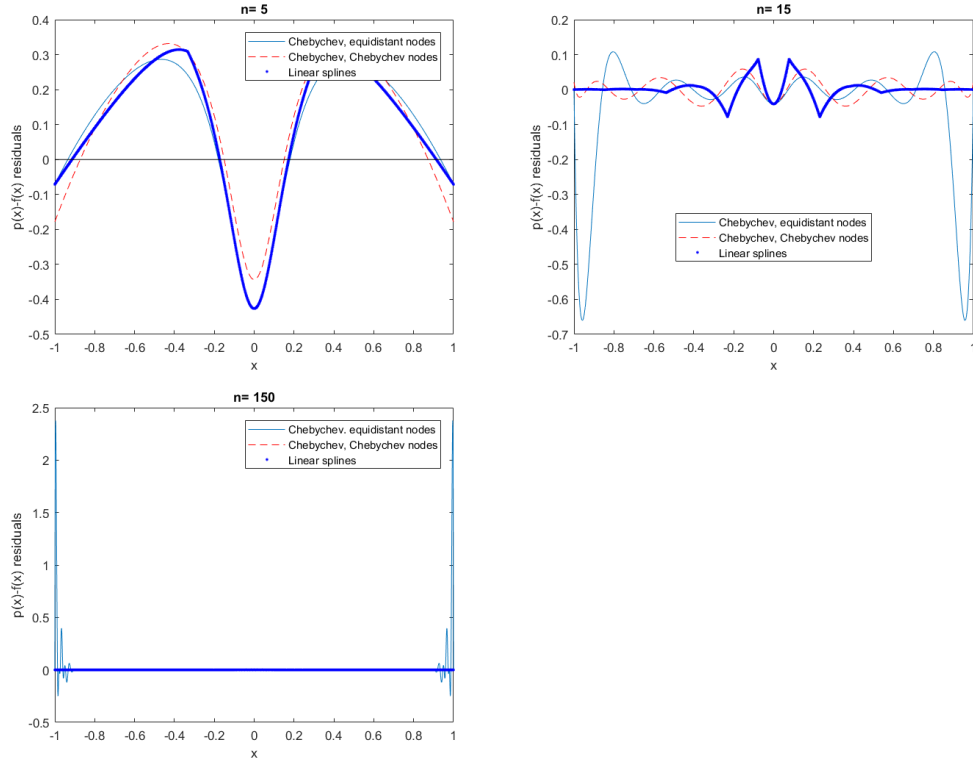 n= 5
0.4
0.3
0.2
0.1
0
-0.1
-0.2
-0.3
-0.4
-0.5
p(x)-f(x) residuals
Chebychev, equidistant nodes
Chebychev, Chebychev nodes
Linear splines
-1 -0.8 -0.6 -0.4 -0.2 0 0.2 0.4 0.6 0.8 1
x
n= 15
0.2
0.1
0
-0.1
-0.2
-0.3
-0.4
-0.5
-0.6
-0.7
p(x)-f(x) residuals
Chebychev, equidistant nodes
Chebychev, Chebychev nodes
Linear splines
-1 -0.8 -0.6 -0.4 -0.2 0 0.2 0.4 0.6 0.8 1
x
n= 150
2.5
2
1.5
1
0.5
0
-0.5
p(x)-f(x) residuals
Chebychev. equidistant nodes
Chebychev, Chebychev nodes
Linear splines
-1 -0.8 -0.6 -0.4 -0.2 0 0.2 0.4 0.6 0.8 1
x